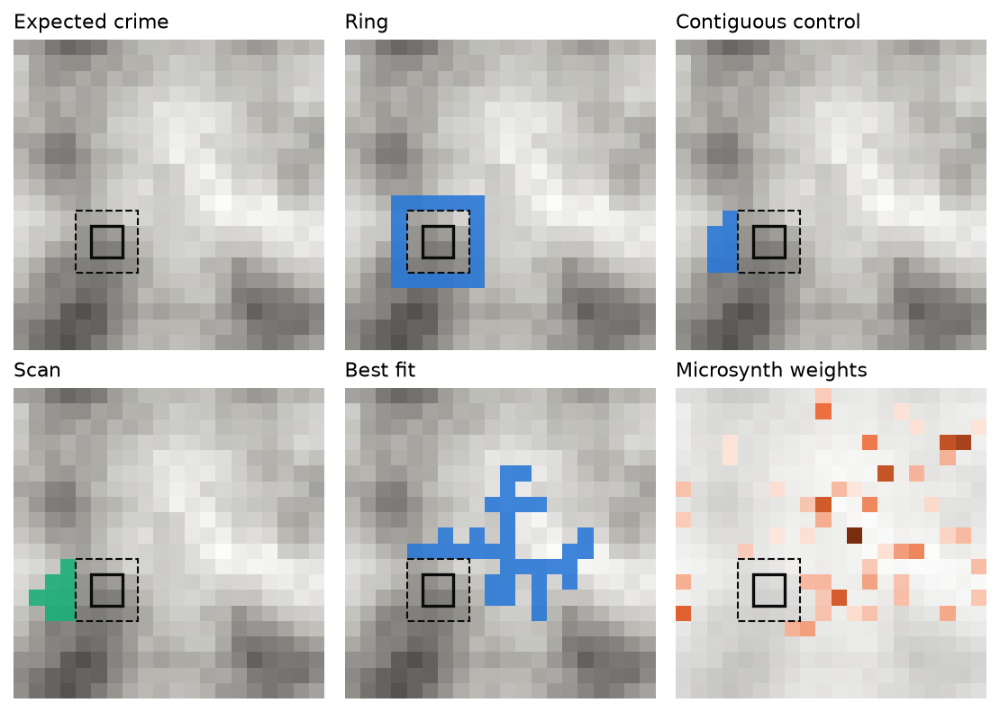 Expected crime
Ring
Contiguous control
Scan
Best fit
Microsynth weights